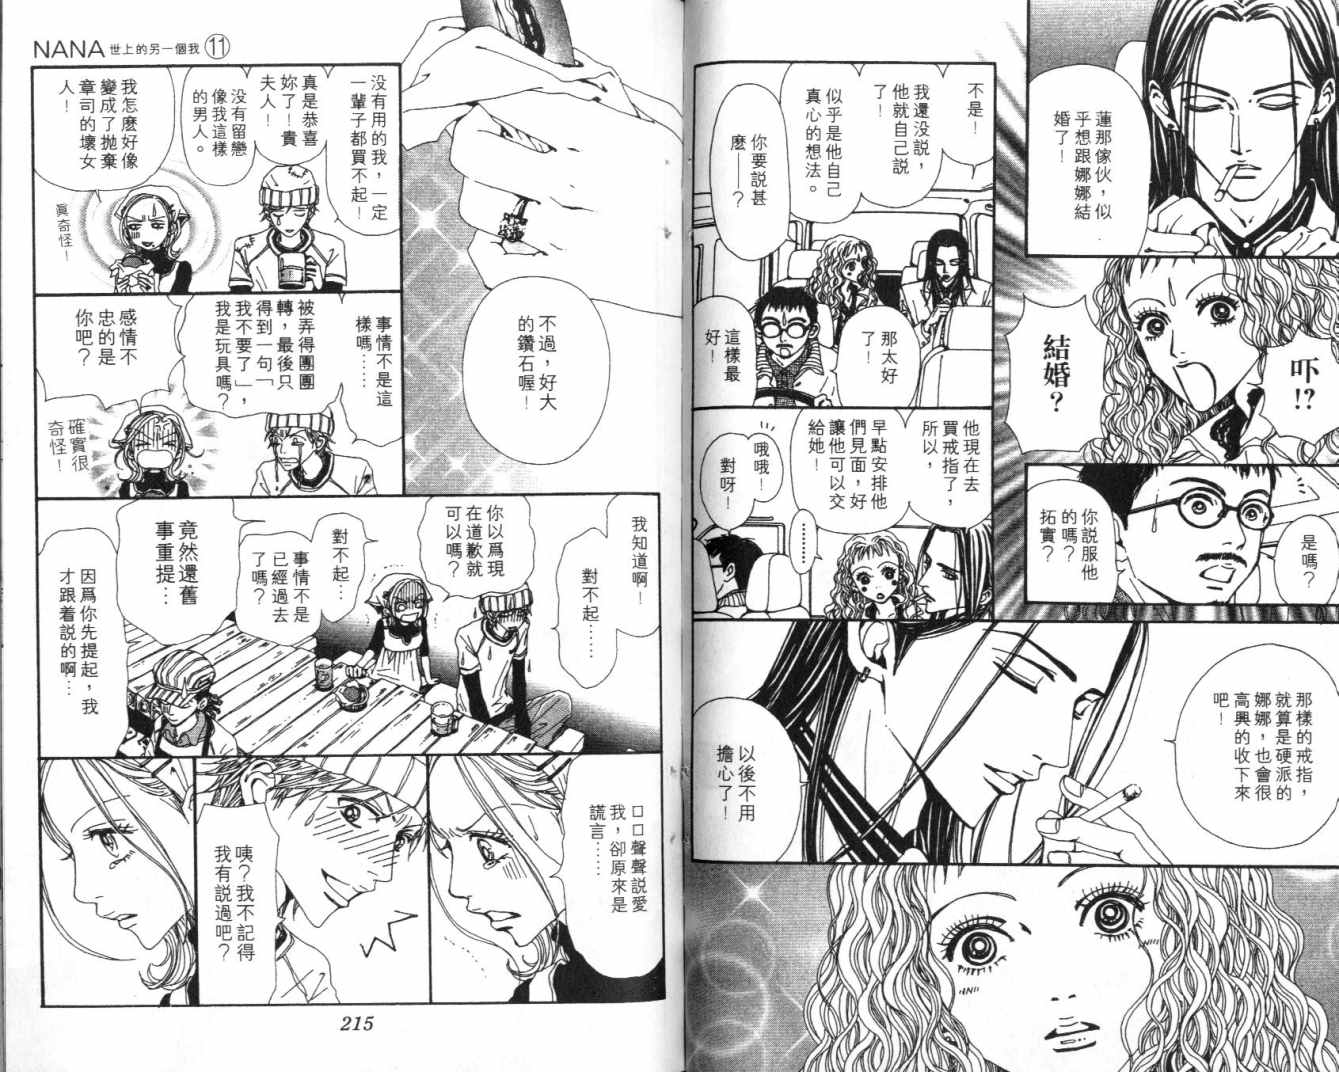 蓮那傢伙，似
乎想跟娜娜結
婚了！
吓!?
結婚？
是嗎？
你說服他
的嗎？
拓實？
不是！
我還没説，
他就自己説
了！
似乎是他自己
真心的想法。
你要説甚
麽——？
那太好
了！
這樣最
好！
他現在去
買戒指了，
所以，
早點安排他
們見面，好
讓他可以交
給她！
………
哦哦！
對呀！
那樣的戒指，
就算是硬派的
娜娜，也會很
高興的收下來
吧！
以後不用
擔心了！
NANA 世上的另一個我 ⑪
不過，好大
的鑽石喔！
没有用的我，一定
一輩子都買不起！
真是恭喜
妳了！貴
夫人！
没有留戀
像我這樣
的男人。
我怎麽好像
變成了抛棄
章司的壞女
人！
真奇怪！
事情不是這
樣嗎……
被弄得團團
轉，最後只
得到一句「
我不要了」，
我是玩具嗎？
感情不
忠的是
你吧？
確實很
奇怪！
我知道啊！
對不起……
你以爲現
在道歉就
可以嗎？
對不起…
事情不是
已經過去
了嗎？
竟然還舊
事重提…
因爲你先提起，我
才跟着説的啊…
口口聲聲説愛
我，卻原來是
謊言……
咦？我不記得
我有説過吧？
215